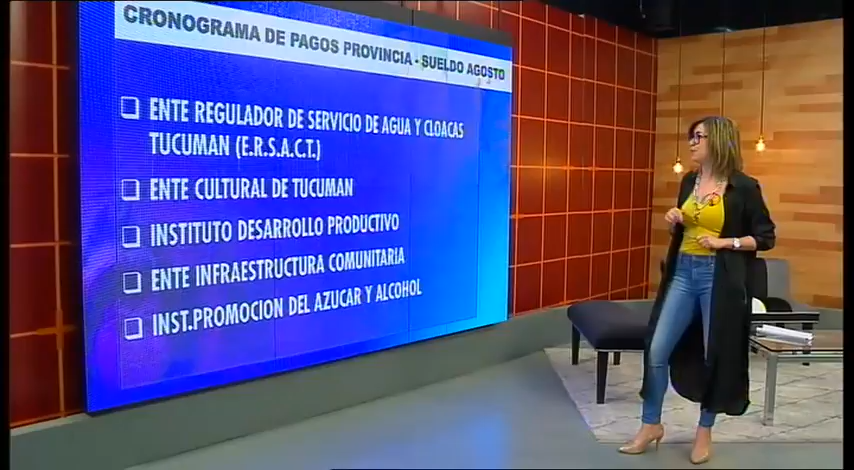 CRONOGRAMA DE PAGOS PROVINCIA - SUELDO AGOSTO
ENTE REGULADOR DE SERVICIO DE AGUA Y CLOACAS
TUCUMAN (E.R.S.A.C.T.)
ENTE CULTURAL DE TUCUMAN
INSTITUTO DESARROLLO PRODUCTIVO
ENTE INFRAESTRUCTURA COMUNITARIA
INST.PROMOCION DEL AZUCAR Y ALCOHOL